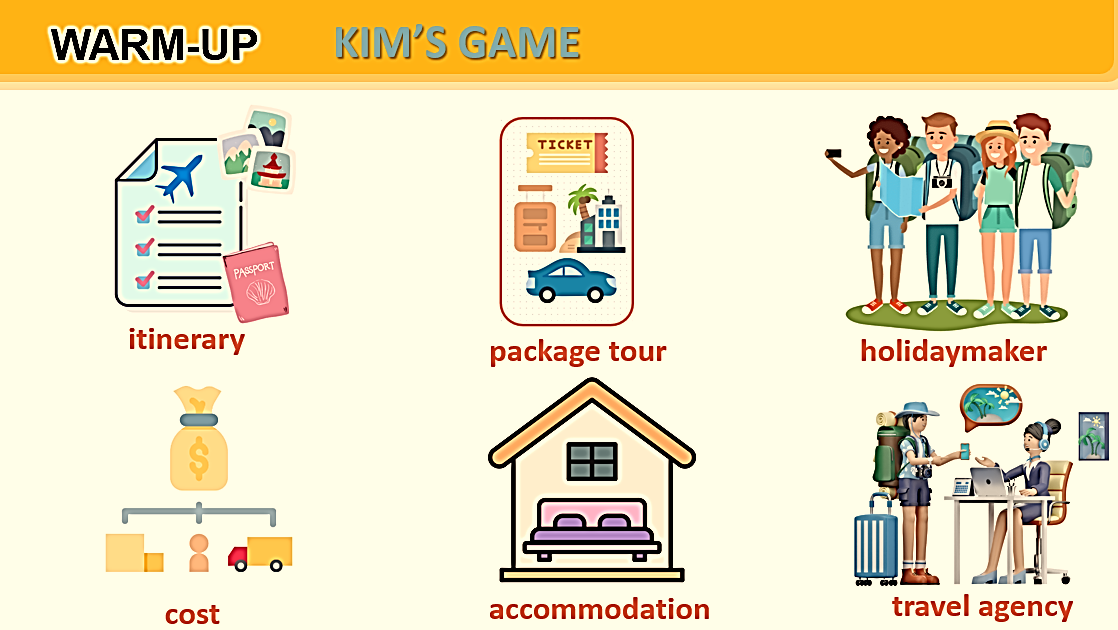 WARM-UP KIM'S GAME
TICKET
PASSPORT
itinerary
package tour
holidaymaker
$
cost
accommodation
travel agency